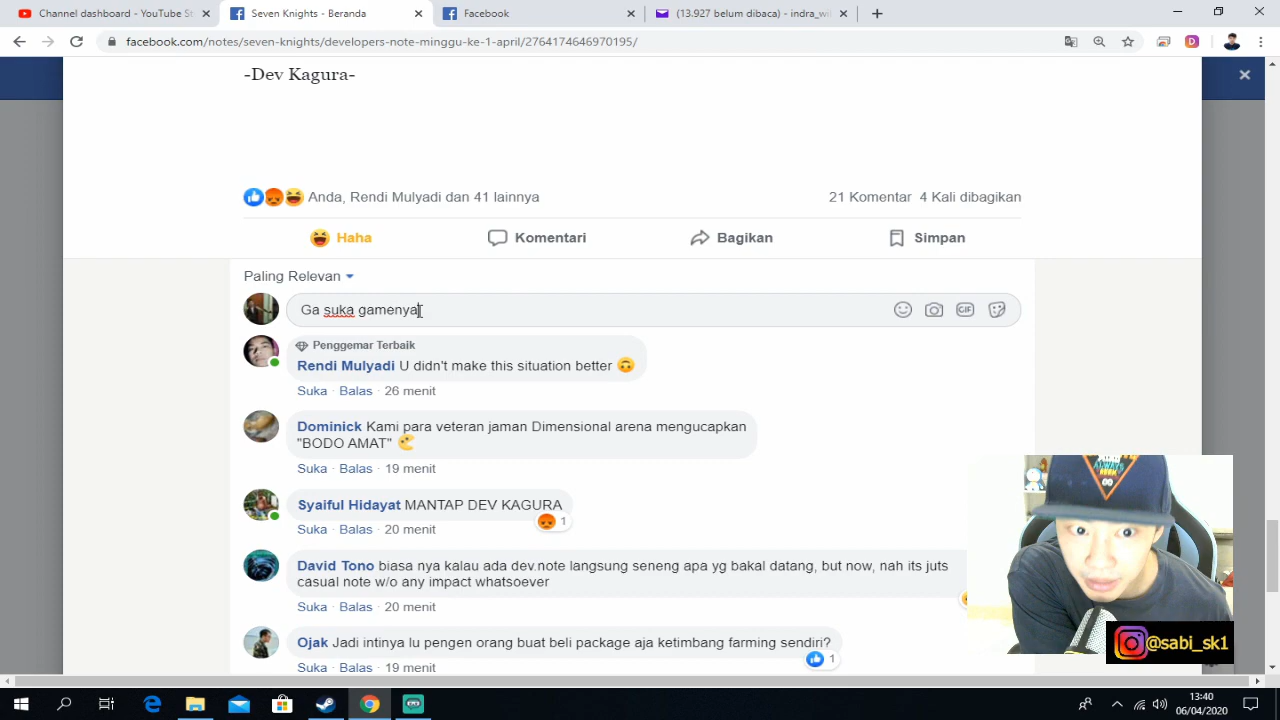 Channel dashboard - YouTube St
Seven Knights - Beranda
Facebook
(13.927 belum dibaca) - indra_wi
facebook.com/notes/seven-knights/developers-note-minggu-ke-1-april/2764174646970195/
-Dev Kagura-
Anda, Rendi Mulyadi dan 41 lainnya
21 Komentar 4 Kali dibagikan
Haha
Komentari
Bagikan
Simpan
Paling Relevan
Ga suka gamenya
GIF
Penggemar Terbaik
Rendi Mulyadi U didn't make this situation better
Suka · Balas · 26 menit
Dominick Kami para veteran jaman Dimensional arena mengucapkan
"BODO AMAT"
Suka · Balas · 19 menit
Syaiful Hidayat MANTAP DEV KAGURA
1
Suka · Balas · 20 menit
David Tono biasa nya kalau ada dev.note langsung seneng apa yg bakal datang, but now, nah its juts
casual note w/o any impact whatsoever
Suka · Balas · 20 menit
Ojak Jadi intinya lu pengen orang buat beli package aja ketimbang farming sendiri?
1
Suka · Balas · 19 menit
@sabi_sk1
13:40
06/04/2020